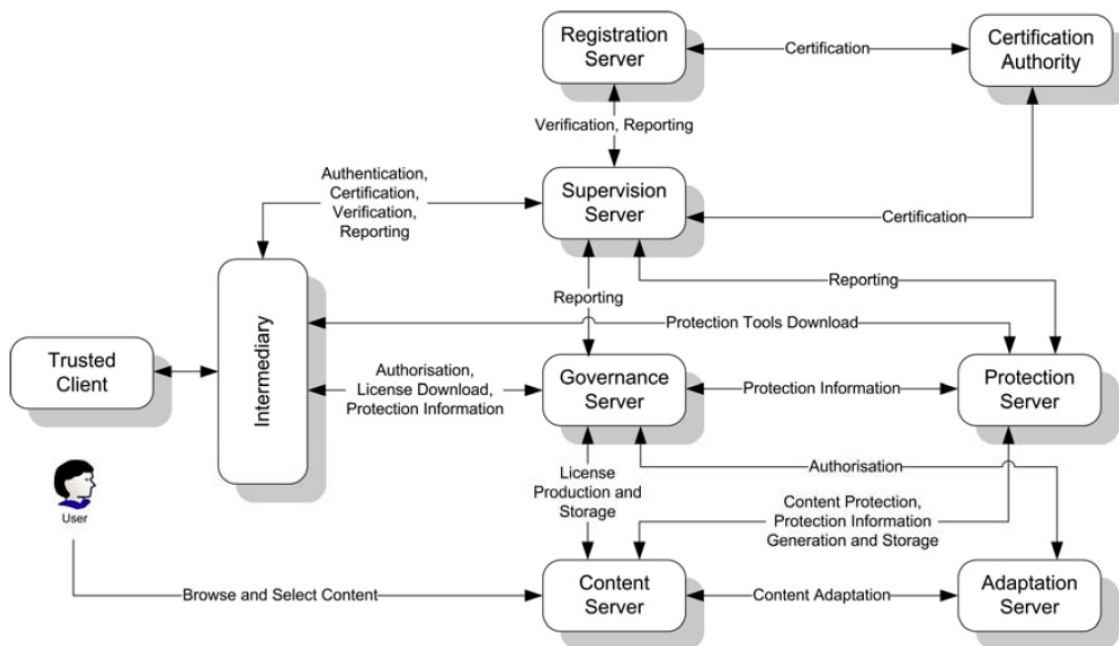 Registration
Server
Certification
Certification
Authority
Verification, Reporting
Authentication,
Certification,
Verification,
Reporting
Supervision
Server
Certification
Reporting
Reporting
Protection Tools Download
Trusted
Client
Intermediary
Authorisation,
License Download,
Protection Information
Governance
Server
Protection Information
Protection
Server
License
Production and
Storage
Authorisation
Content Protection,
Protection Information
Generation and Storage
User
Browse and Select Content
Content
Server
Content Adaptation
Adaptation
Server